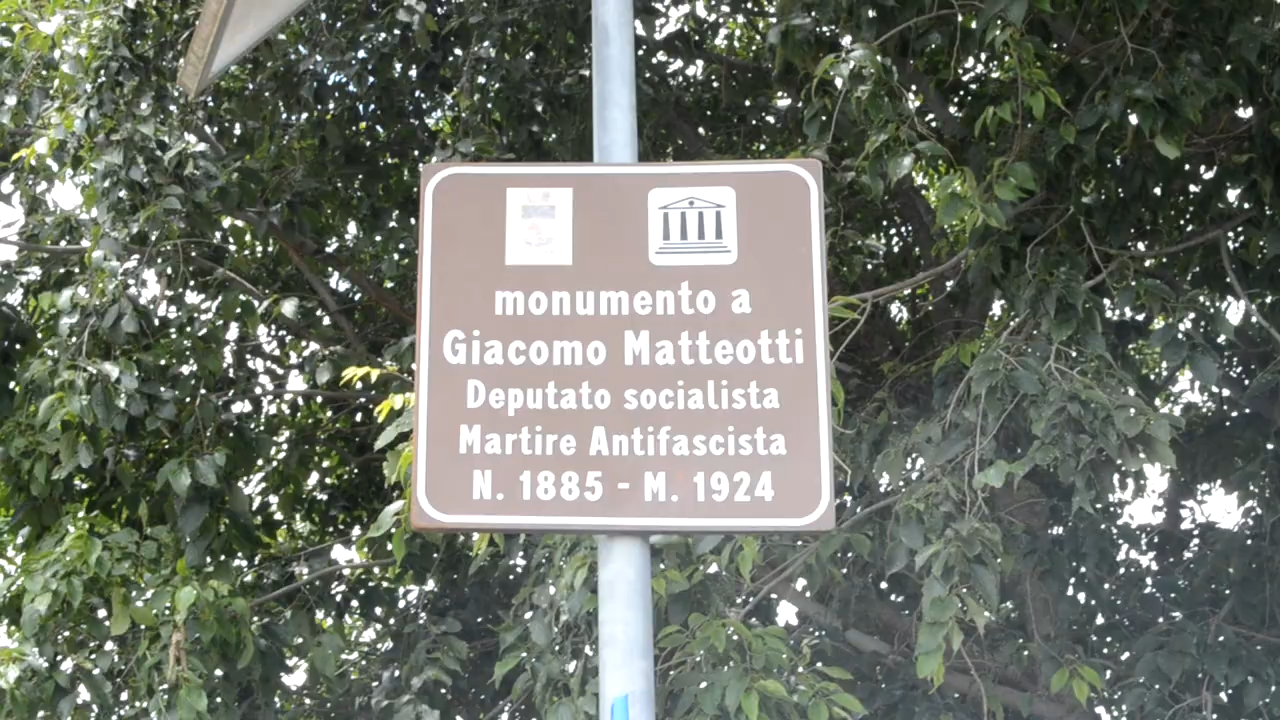 monumento a
Giacomo Matteotti
Deputato socialista
Martire Antifascista
N. 1885 - M. 1924